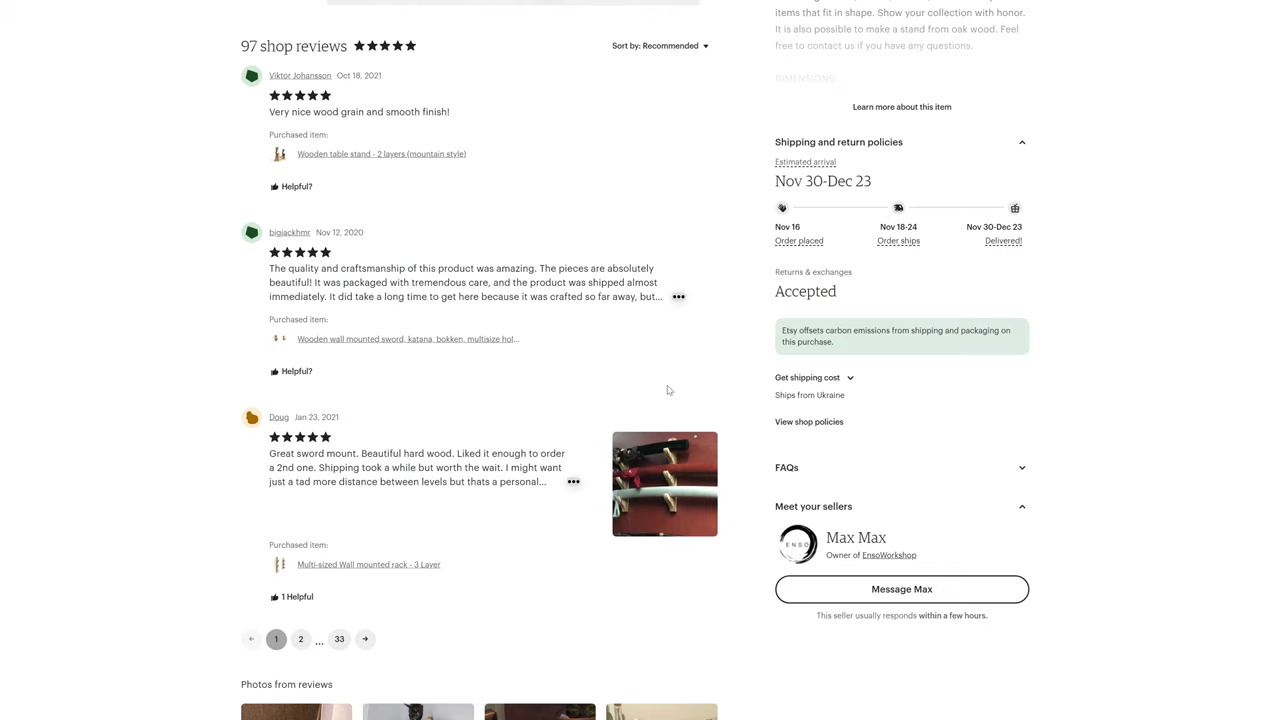 97 shop reviews
Sort by: Recommended
Viktor Johansson Oct 18, 2021
Very nice wood grain and smooth finish!
Purchased item:
Wooden table stand - 2 layers (mountain style)
Helpful?
bigjackhmr Nov 12, 2020
The quality and craftsmanship of this product was amazing. The pieces are absolutely
beautiful! It was packaged with tremendous care, and the product was shipped almost
immediately. It did take a long time to get here because it was crafted so far away, but...
Purchased item:
Wooden wall mounted sword, katana, bokken, multisize hol...
Helpful?
Doug Jan 23, 2021
Great sword mount. Beautiful hard wood. Liked it enough to order
a 2nd one. Shipping took a while but worth the wait. I might want
just a tad more distance between levels but thats a personal...
Purchased item:
Multi-sized Wall mounted rack - 3 Layer
1 Helpful
1 2 ... 33
Photos from reviews
items that fit in shape. Show your collection with honor.
It is also possible to make a stand from oak wood. Feel
free to contact us if you have any questions.
DIMENSIONS:
Learn more about this item
Shipping and return policies
Estimated arrival
Nov 30-Dec 23
Nov 16 Nov 18-24 Nov 30-Dec 23
Order placed Order ships Delivered!
Returns & exchanges
Accepted
Etsy offsets carbon emissions from shipping and packaging on
this purchase.
Get shipping cost
Ships from Ukraine
View shop policies
FAQs
Meet your sellers
ENSO
Max Max
Owner of EnsoWorkshop
Message Max
This seller usually responds within a few hours.